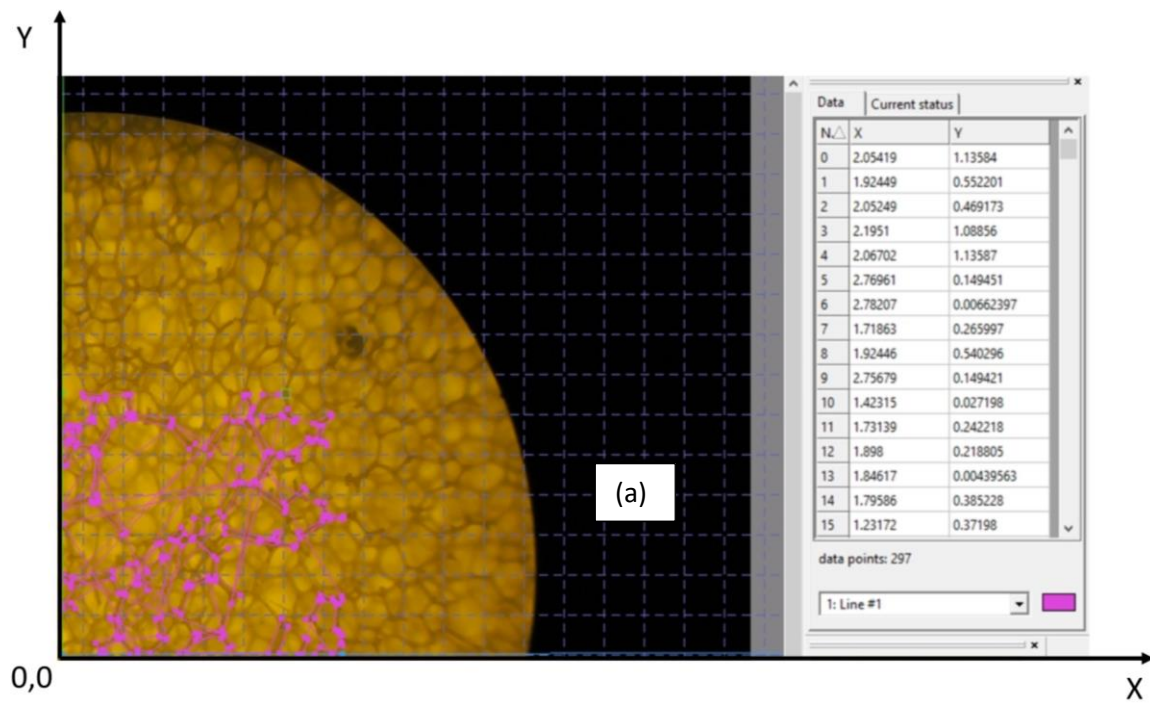 Y
Data Current status
N. X Y
0 2.05419 1.13584
1 1.92449 0.552201
2 2.05249 0.469173
3 2.1951 1.08856
4 2.06702 1.13587
5 2.76961 0.149451
6 2.78207 0.00662397
7 1.71863 0.265997
8 1.92446 0.540296
9 2.75679 0.149421
10 1.42315 0.027198
11 1.73139 0.242218
12 1.898 0.218805
13 1.84617 0.00439563
14 1.79586 0.385228
15 1.23172 0.37198
(a)
data points: 297
1: Line #1
0,0
X